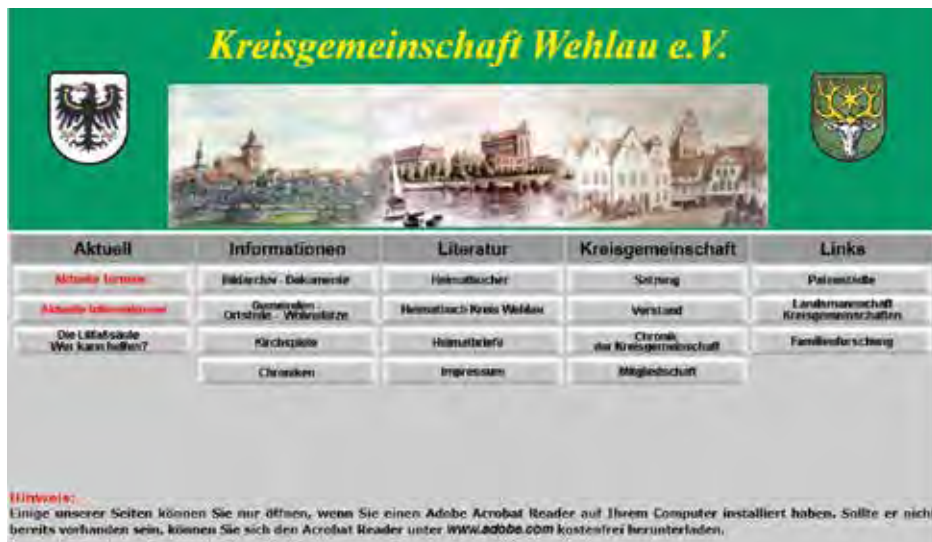 Kreisgemeinschaft Wehlau e.V.
Aktuell Informationen Literatur Kreisgemeinschaft Links
Aktuelle Termine Bildarchiv - Dokumente Heimatbücher Satzung Patenstädte
Aktuelle Informationen Gemeinden - Ortsteile - Wohnplätze Heimatbuch Kreis Wehlau Vorstand Landsmannschaft Kreisgemeinschaften
Die Litfaßsäule Wer kann helfen? Kirchspiele Heimatbriefe Chronik der Kreisgemeinschaft Familienforschung
Chroniken Impressum Mitgliedschaft
Hinweis:
Einige unserer Seiten können Sie nur öffnen, wenn Sie einen Adobe Acrobat Reader auf Ihrem Computer installiert haben. Sollte er nicht
bereits vorhanden sein, können Sie sich den Acrobat Reader unter www.adobe.com kostenfrei herunterladen.